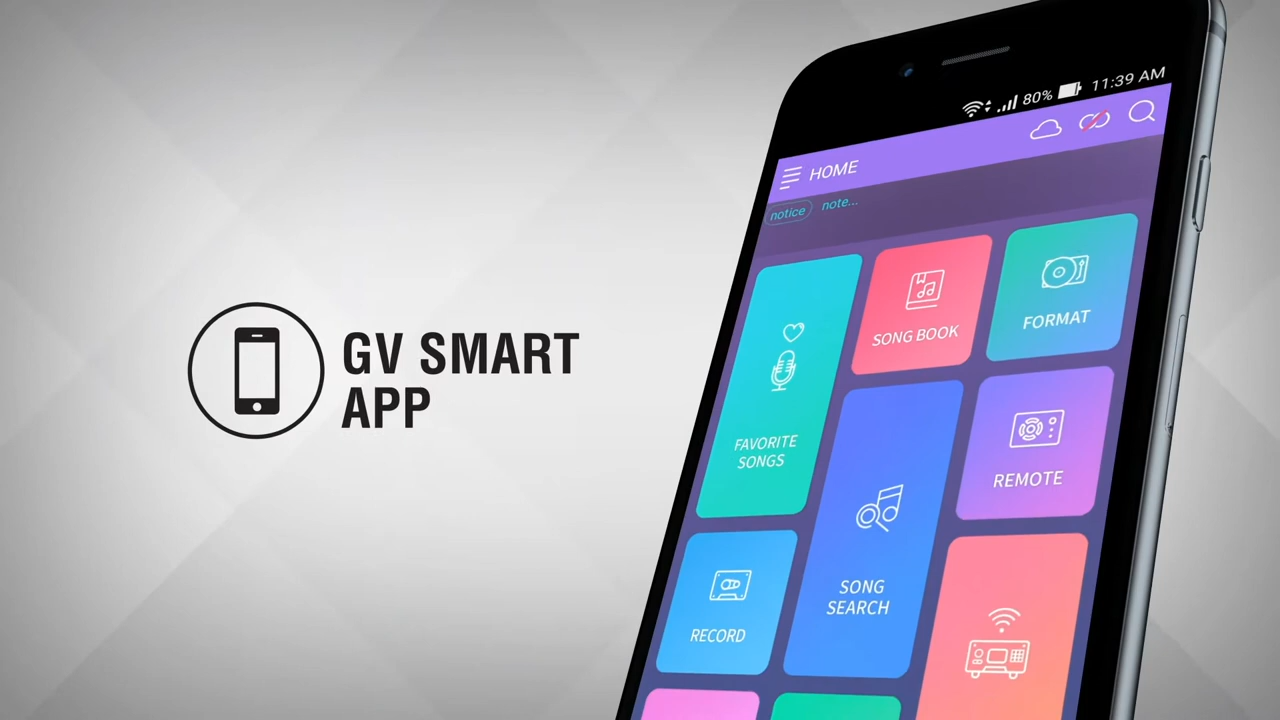 GV SMART
APP
80% 11:39 AM
HOME
notice note...
FAVORITE
SONGS
SONG BOOK
FORMAT
REMOTE
SONG
SEARCH
RECORD